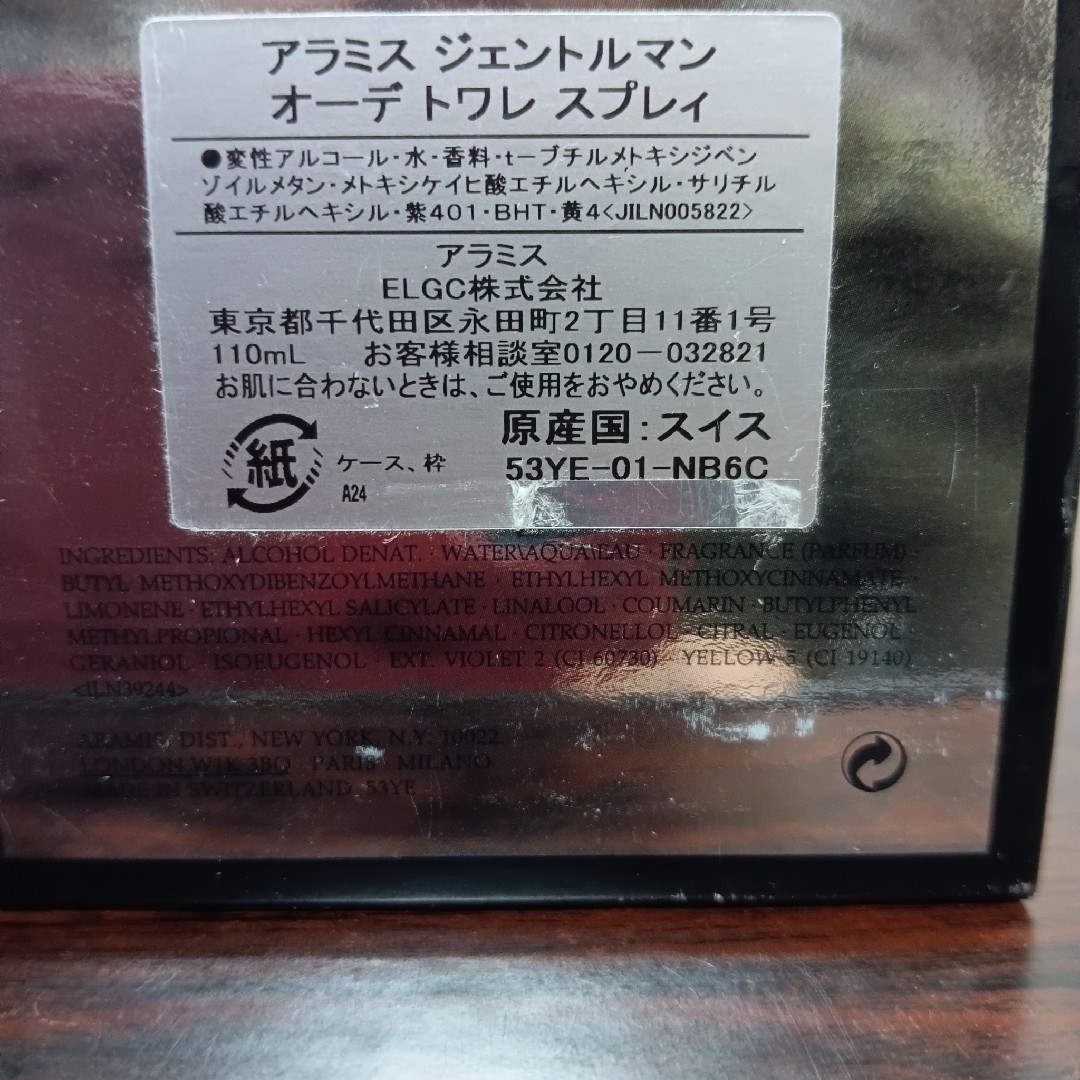 アラミス ジェントルマン
オーデ トワレ スプレィ
●変性アルコール・水・香料・t－ブチルメトキシジベン
ゾイルメタン・メトキシケイヒ酸エチルヘキシル・サリチル
酸エチルヘキシル・紫401・BHT・黄4<JILN005822>
アラミス
ELGC株式会社
東京都千代田区永田町2丁目11番1号
110mL お客様相談室0120－032821
お肌に合わないときは、ご使用をおやめください。
紙 ケース、枠 原産国：スイス
A24 53YE-01-NB6C
INGREDIENTS: ALCOHOL DENAT. · WATER\AQUA\EAU · FRAGRANCE (PARFUM) ·
BUTYL METHOXYDIBENZOYLMETHANE · ETHYLHEXYL METHOXYCINNAMATE ·
LIMONENE · ETHYLHEXYL SALICYLATE · LINALOOL · COUMARIN · BUTYLPHENYL
METHYLPROPIONAL · HEXYL CINNAMAL · CITRONELLOL · CITRAL · EUGENOL ·
GERANIOL · ISOEUGENOL · EXT. VIOLET 2 (CI 60730) · YELLOW 5 (CI 19140)
<ILN39244>
ARAMIS DIST., NEW YORK, N.Y. 10022
LONDON W1K 3BQ · PARIS · MILANO
MADE IN SWITZERLAND 53YE